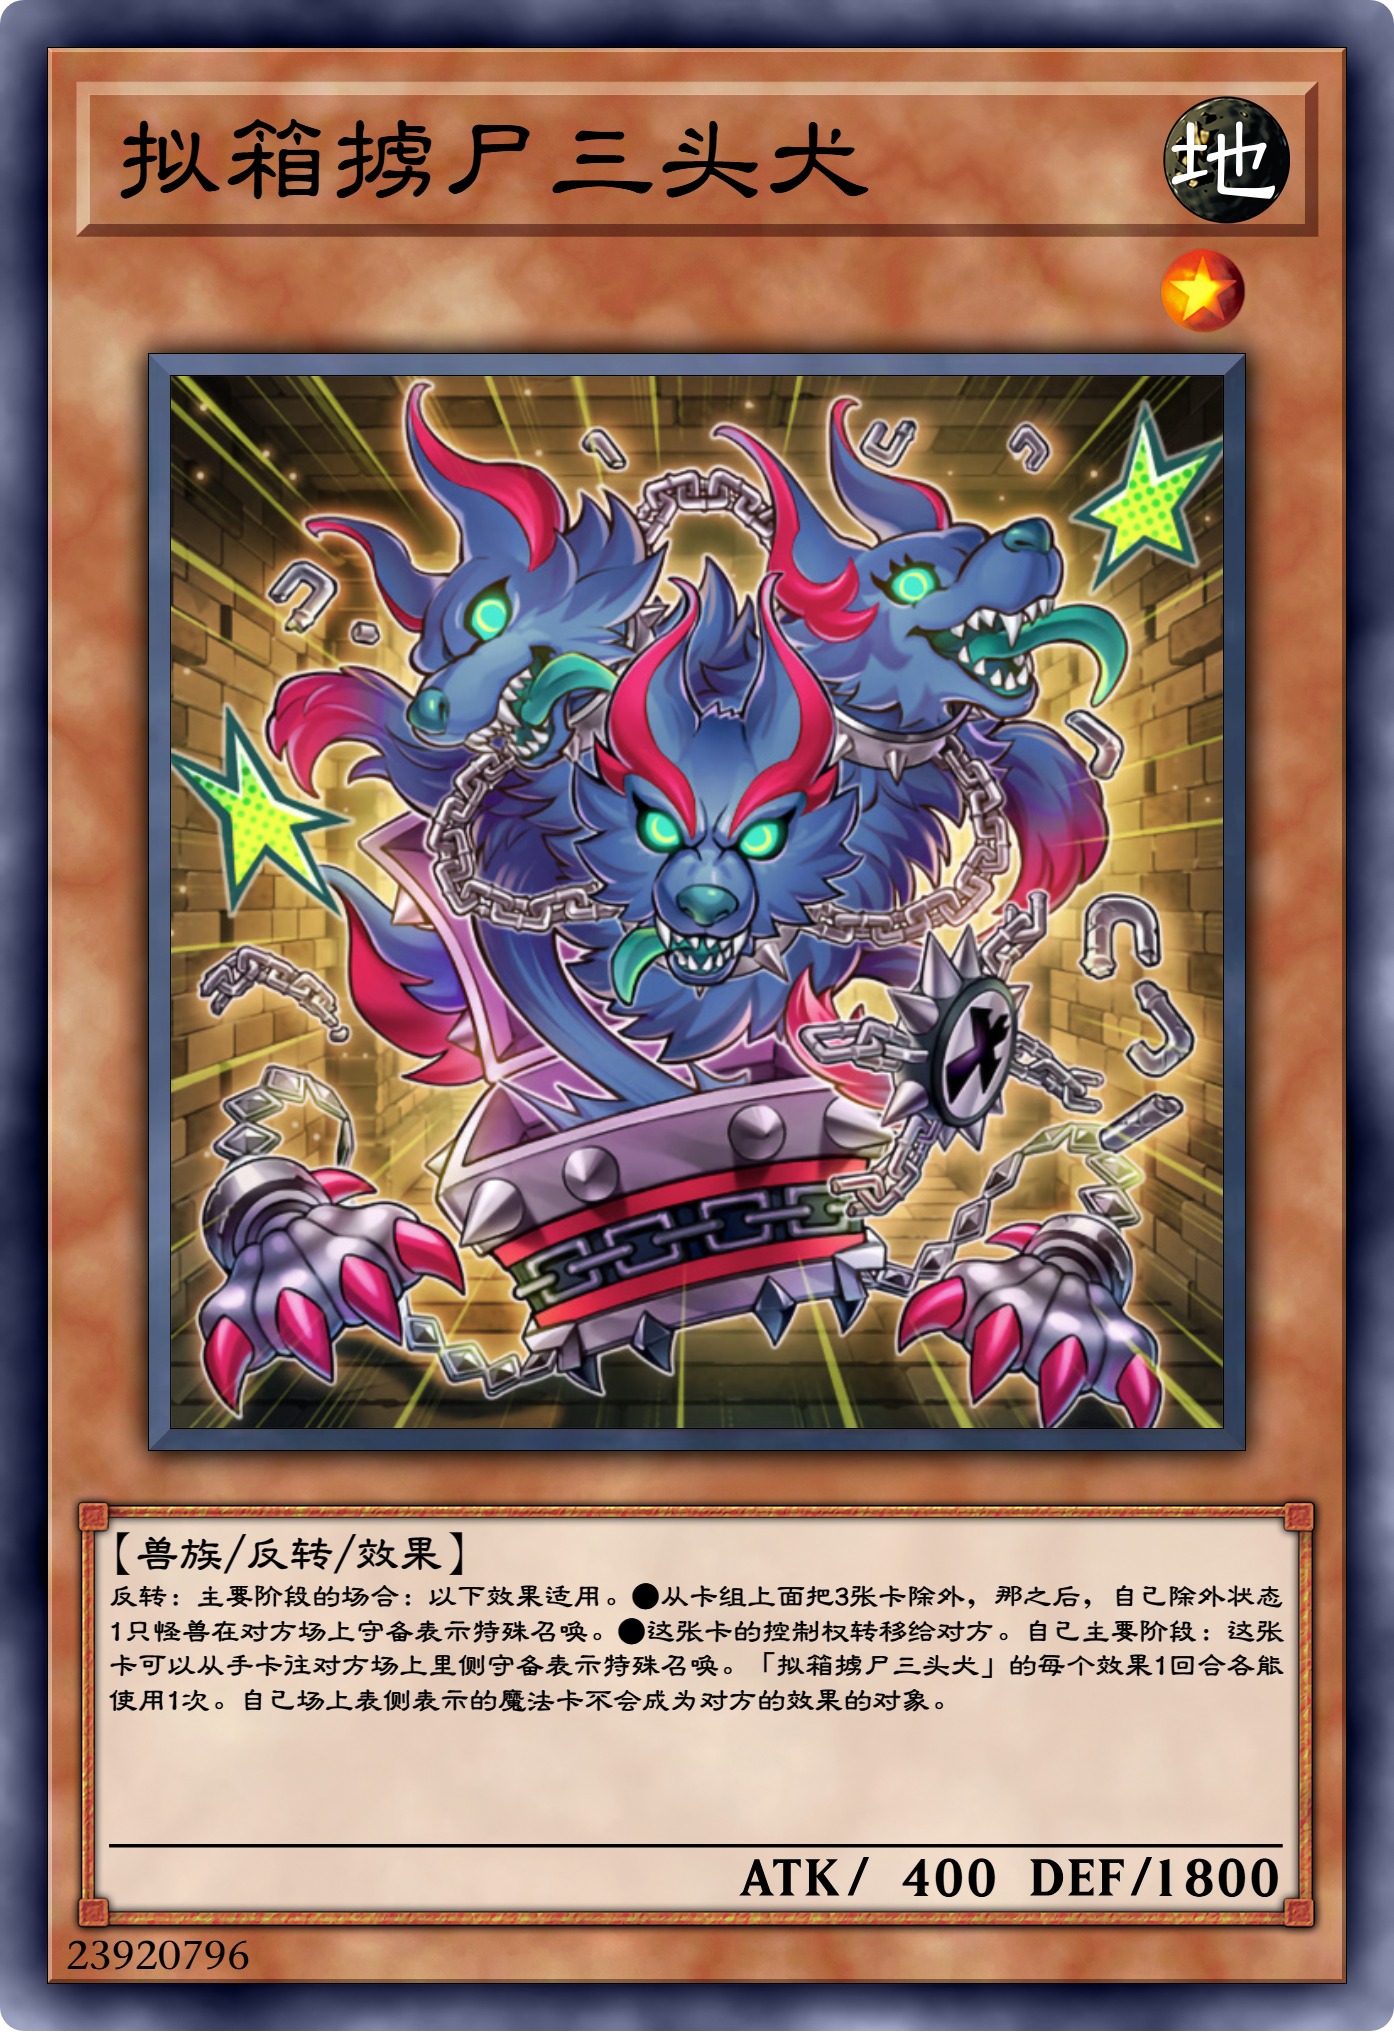 拟箱掳尸三头犬
地
【兽族/反转/效果】
反转：主要阶段的场合：以下效果适用。●从卡组上面把3张卡除外，那之后，自己除外状态
1只怪兽在对方场上守备表示特殊召唤。●这张卡的控制权转移给对方。自己主要阶段：这张
卡可以从手卡往对方场上里侧守备表示特殊召唤。「拟箱掳尸三头犬」的每个效果1回合各能
使用1次。自己场上表侧表示的魔法卡不会成为对方的效果的对象。
ATK/ 400 DEF/1800
23920796